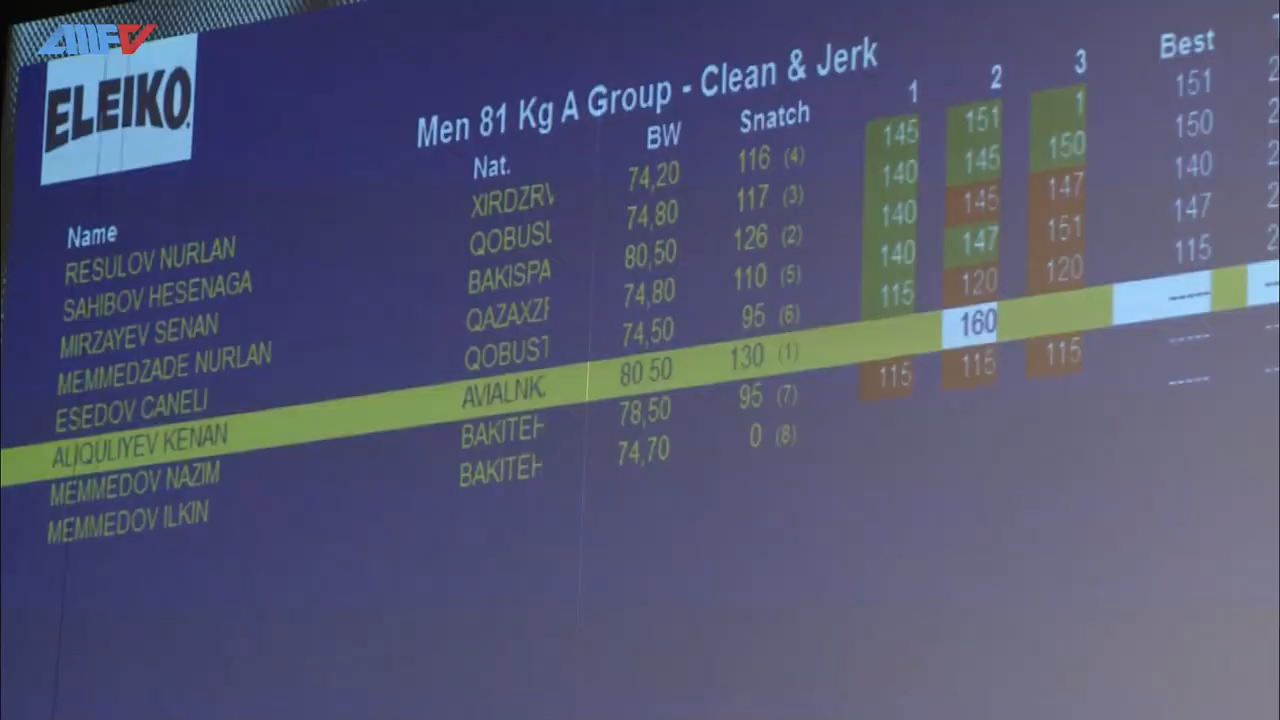 AMFV
ELEIKO
Men 81 Kg A Group - Clean & Jerk
Name Nat. BW Snatch 1 2 3 Best
RESULOV NURLAN 74,20 116 (4) 145 151 1 151
SAHIBOV HESENAGA 74,80 117 (3) 140 145 150 150
MIRZAYEV SENAN BAKISPA 80,50 126 (2) 140 145 147 140
MEMMEDZADE NURLAN 74,80 110 (5) 140 147 151 147
ESEDOV CANELI QOBUST 74,50 95 (6) 115 120 120 115
ALIQULIYEV KENAN 80 50 130 (1) 160 -----
MEMMEDOV NAZIM BAKITEH 78,50 95 (7) 115 115 115 ----
MEMMEDOV ILKIN BAKITEH 74,70 0 (8) ----